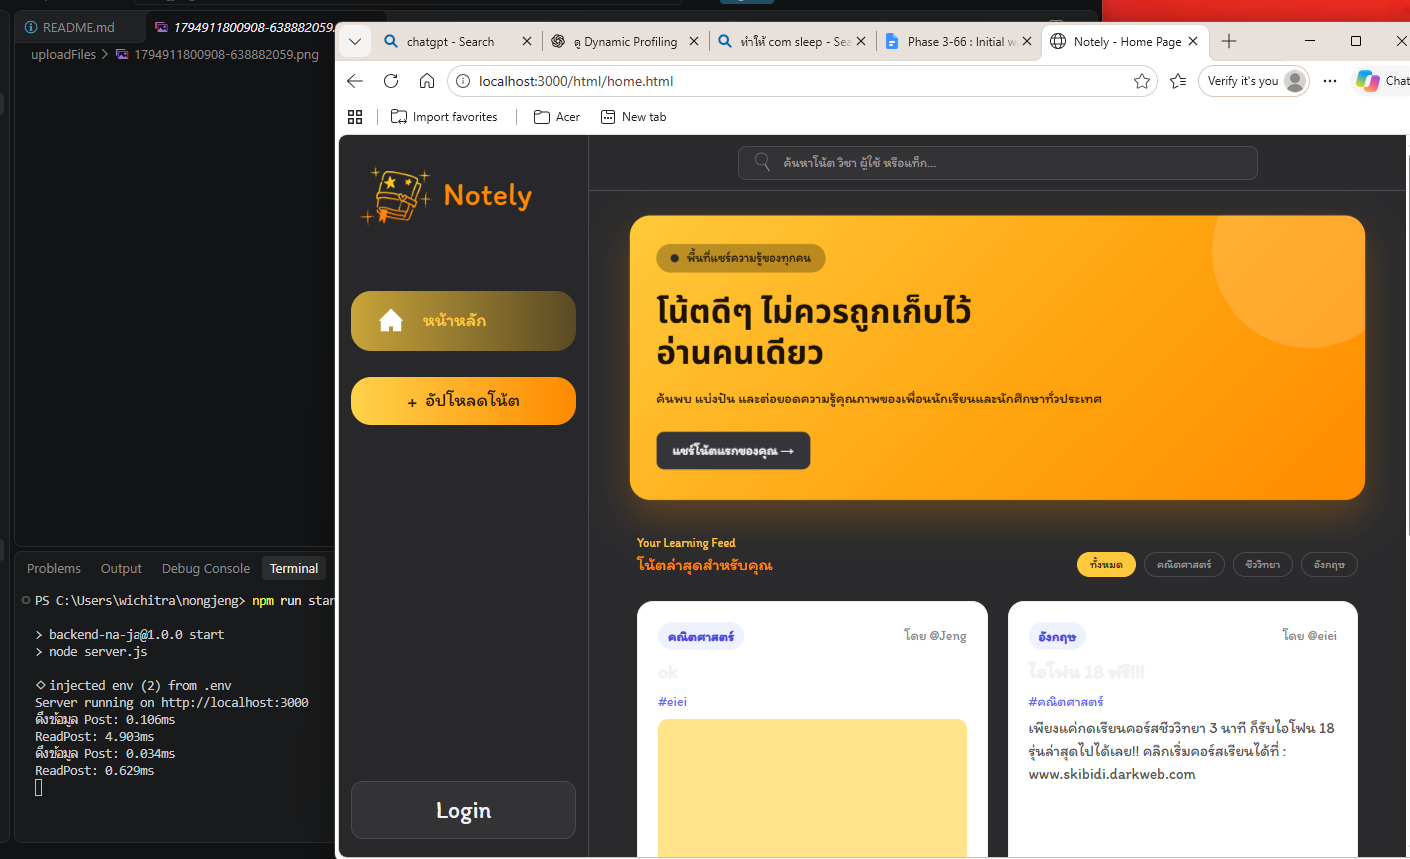 README.md
1794911800908-638882059.
uploadFiles > 1794911800908-638882059.png
chatgpt - Search
ดู Dynamic Profiling
ทำให้ com sleep - Sea
Phase 3-66 : Initial w
Notely - Home Page
localhost:3000/html/home.html
Verify it's you
Chat
Import favorites
Acer
New tab
Notely
ค้นหาโน้ต วิชา ผู้ใช้ หรือแท็ก...
หน้าหลัก
+ อัปโหลดโน้ต
Login
พื้นที่แชร์ความรู้ของทุกคน
โน้ตดีๆ ไม่ควรถูกเก็บไว้
อ่านคนเดียว
ค้นพบ แบ่งปัน และต่อยอดความรู้คุณภาพของเพื่อนนักเรียนและนักศึกษาทั่วประเทศ
แชร์โน้ตแรกของคุณ →
Your Learning Feed
โน้ตล่าสุดสำหรับคุณ
ทั้งหมด
คณิตศาสตร์
ชีววิทยา
อังกฤษ
คณิตศาสตร์
โดย @Jeng
ok
#eiei
อังกฤษ
โดย @eiei
ไอโฟน 18 ฟรี!!!
#คณิตศาสตร์
เพียงแค่กดเรียนคอร์สชีววิทยา 3 นาที ก็รับไอโฟน 18
รุ่นล่าสุดไปได้เลย!! คลิกเริ่มคอร์สเรียนได้ที่ :
www.skibidi.darkweb.com
Problems
Output
Debug Console
Terminal
PS C:\Users\wichitra\nongjeng> npm run star
> backend-na-ja@1.0.0 start
> node server.js
◇ injected env (2) from .env
Server running on http://localhost:3000
ดึงข้อมูล Post: 0.106ms
ReadPost: 4.903ms
ดึงข้อมูล Post: 0.034ms
ReadPost: 0.629ms